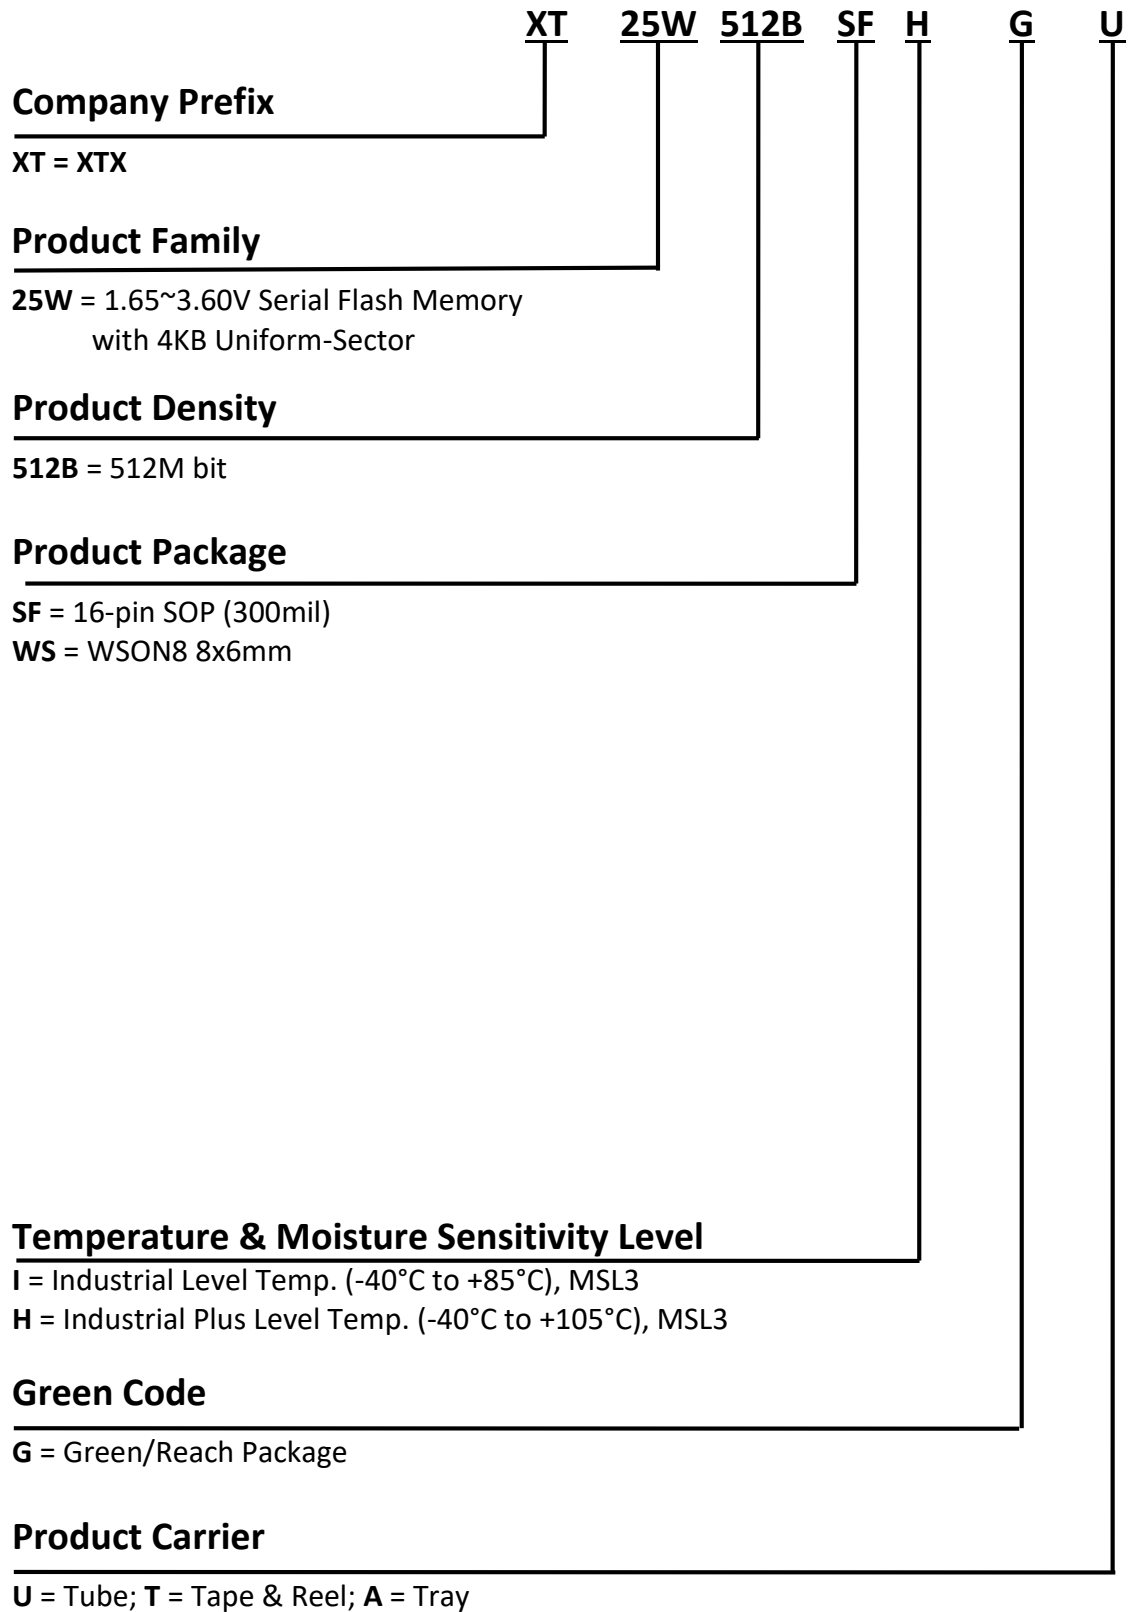 XT 25W 512B SF H G U
Company Prefix
XT = XTX
Product Family
25W = 1.65~3.60V Serial Flash Memory
with 4KB Uniform-Sector
Product Density
512B = 512M bit
Product Package
SF = 16-pin SOP (300mil)
WS = WSON8 8x6mm
Temperature & Moisture Sensitivity Level
I = Industrial Level Temp. (-40°C to +85°C), MSL3
H = Industrial Plus Level Temp. (-40°C to +105°C), MSL3
Green Code
G = Green/Reach Package
Product Carrier
U = Tube; T = Tape & Reel; A = Tray